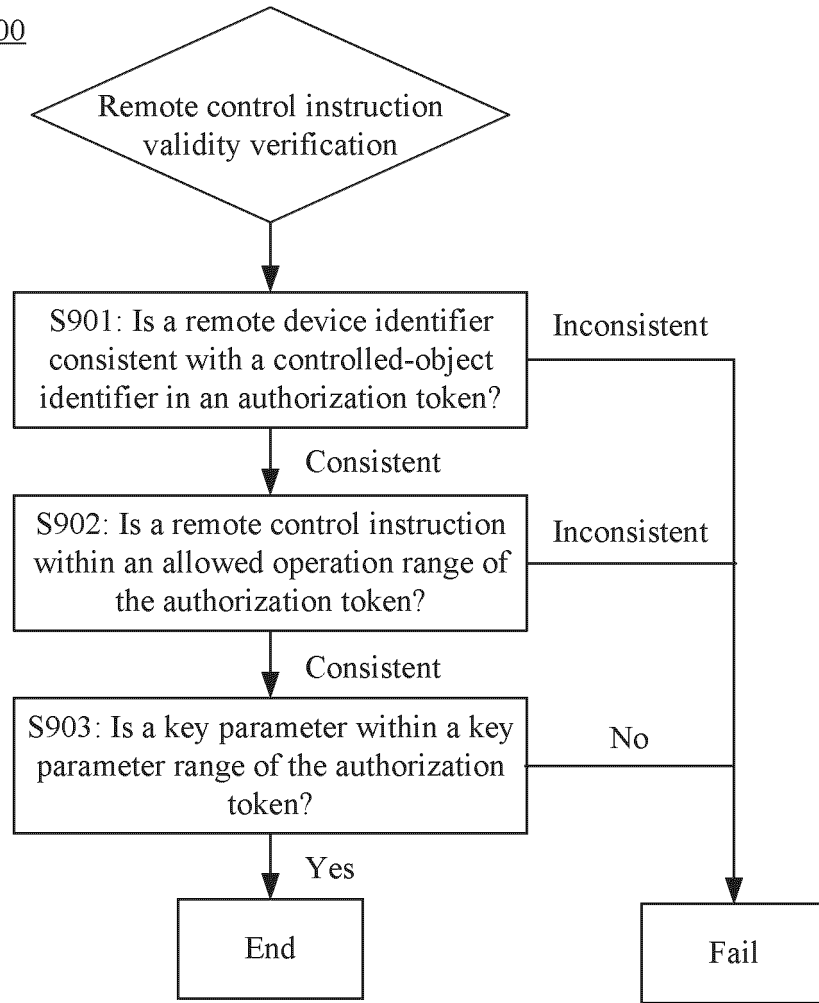 00
Remote control instruction
validity verification
S901: Is a remote device identifier
consistent with a controlled-object
identifier in an authorization token?
Inconsistent
Consistent
S902: Is a remote control instruction
within an allowed operation range of
the authorization token?
Inconsistent
Consistent
S903: Is a key parameter within a key
parameter range of the authorization
token?
No
Yes
End
Fail